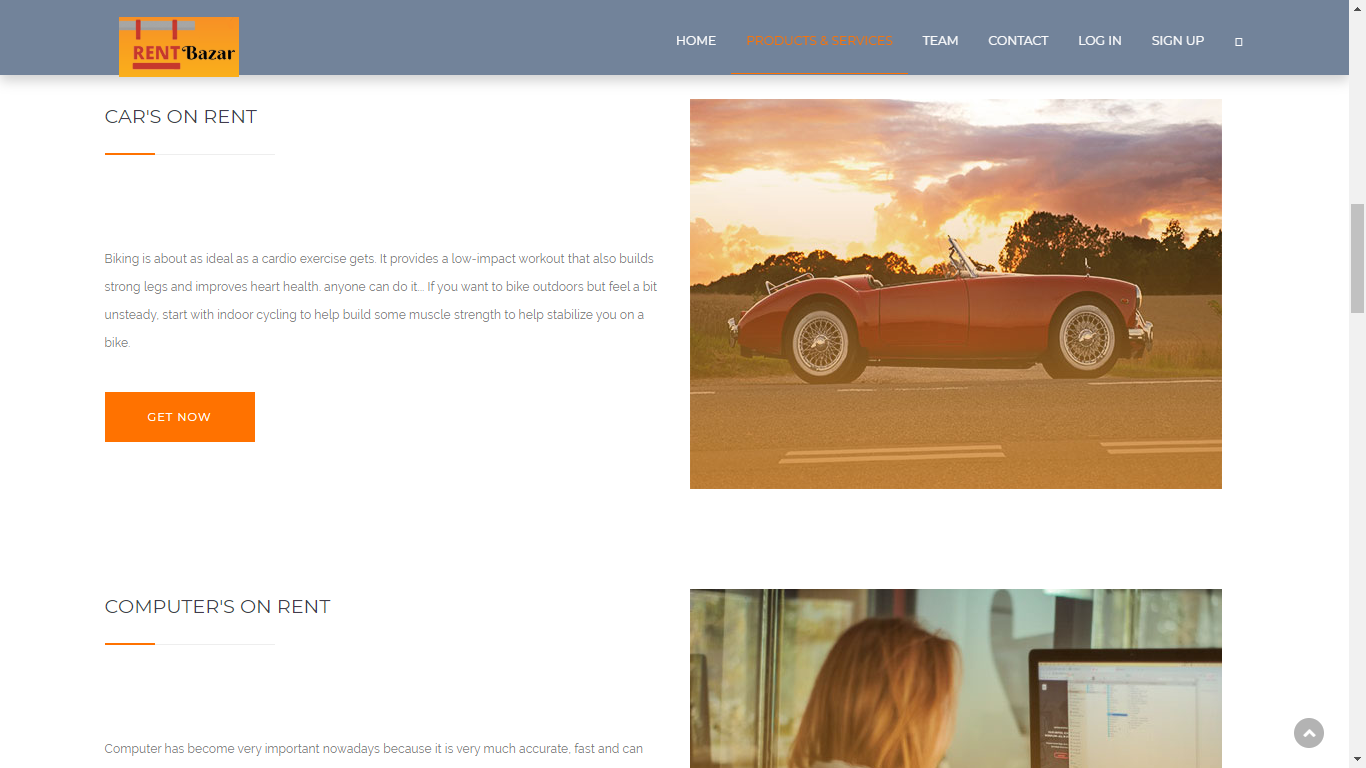 RENT Bazar
HOME PRODUCTS & SERVICES TEAM CONTACT LOG IN SIGN UP
CAR'S ON RENT
Biking is about as ideal as a cardio exercise gets. It provides a low-impact workout that also builds
strong legs and improves heart health. anyone can do it... If you want to bike outdoors but feel a bit
unsteady, start with indoor cycling to help build some muscle strength to help stabilize you on a
bike.
GET NOW
COMPUTER'S ON RENT
Computer has become very important nowadays because it is very much accurate, fast and can